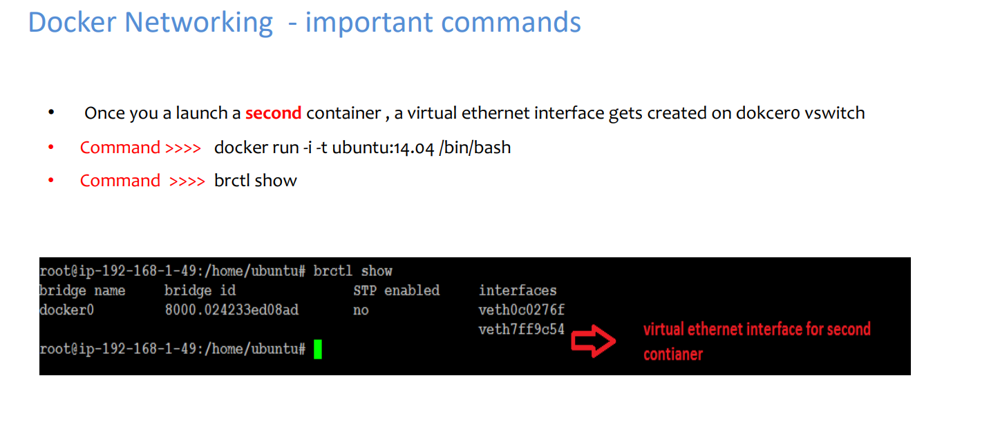 Docker Networking - important commands
• Once you a launch a second container , a virtual ethernet interface gets created on dokcer0 vswitch
• Command >>>> docker run -i -t ubuntu:14.04 /bin/bash
• Command >>>> brctl show
root@ip-192-168-1-49:/home/ubuntu# brctl show
bridge name bridge id STP enabled interfaces
docker0 8000.024233ed08ad no veth0c0276f
veth7ff9c54
virtual ethernet interface for second
contianer
root@ip-192-168-1-49:/home/ubuntu#